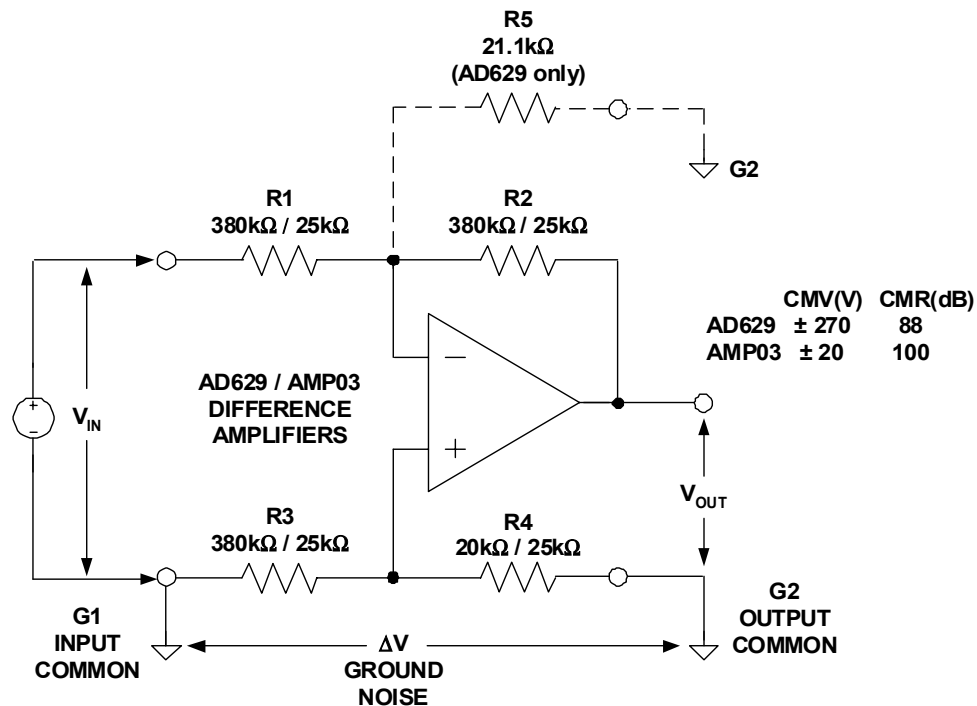 R5
21.1kΩ
(AD629 only)
G2
R1
380kΩ / 25kΩ
R2
380kΩ / 25kΩ
CMV(V) CMR(dB)
AD629 ± 270 88
AMP03 ± 20 100
AD629 / AMP03
DIFFERENCE
AMPLIFIERS
−
+
+
−
V_IN
V_OUT
R3
380kΩ / 25kΩ
R4
20kΩ / 25kΩ
G1
INPUT
COMMON
ΔV
GROUND
NOISE
G2
OUTPUT
COMMON